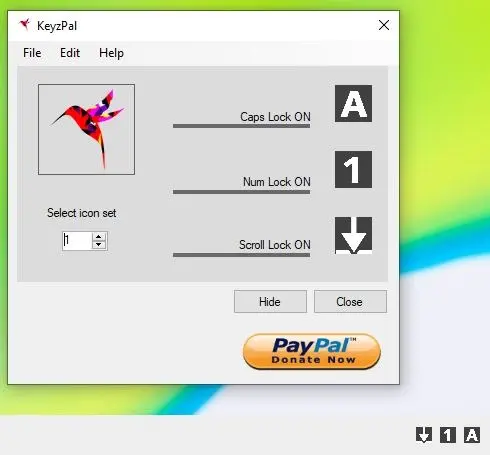 KeyzPal
File Edit Help
Caps Lock ON
A
Num Lock ON
1
Select icon set
1
Scroll Lock ON
Hide Close
PayPal™
Donate Now
1 A